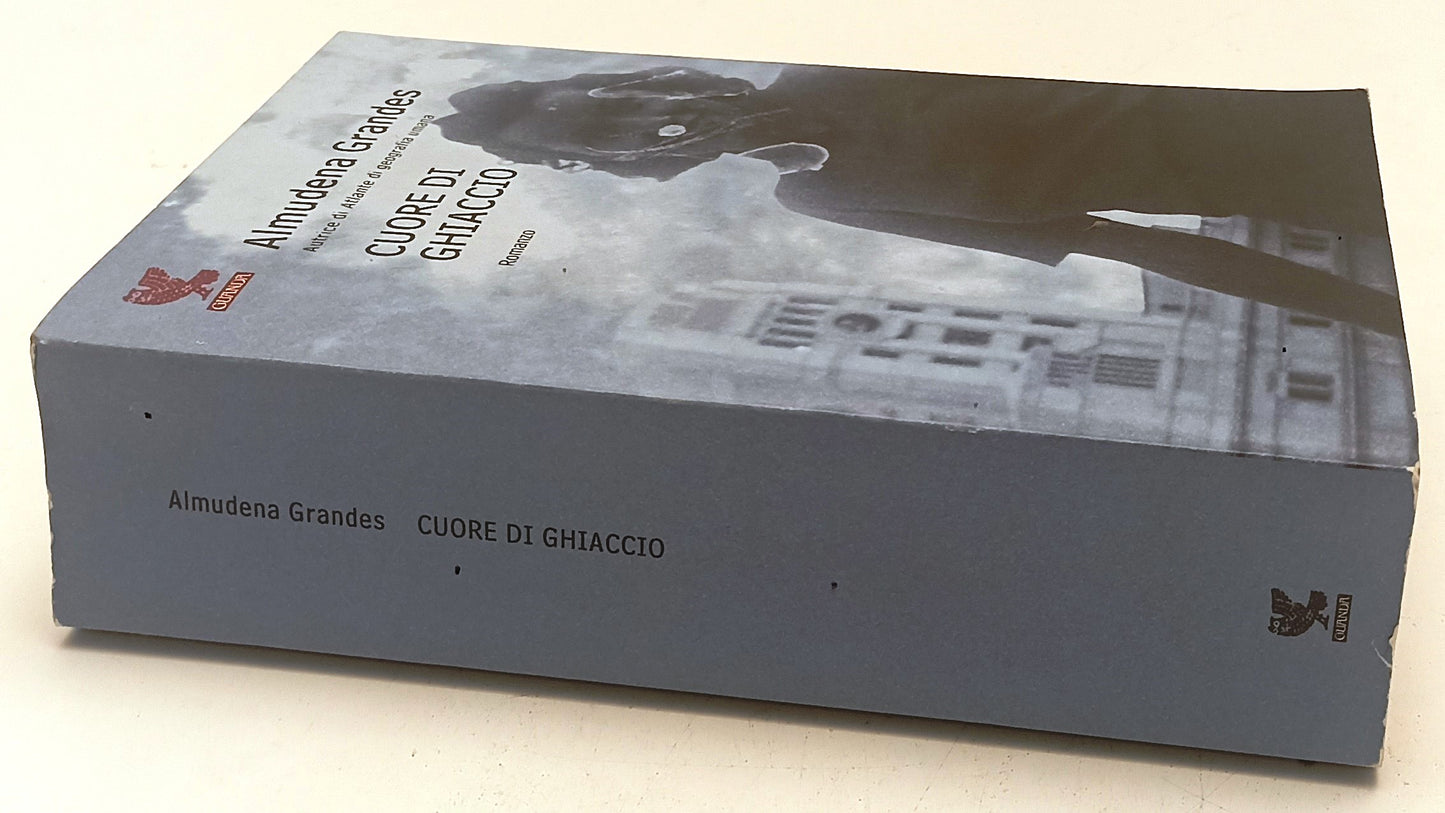 Almudena Grandes
Autrice di Atlante di geografia umana
CUORE DI
GHIACCIO
Romanzo
GUANDA
Almudena Grandes CUORE DI GHIACCIO
GUANDA